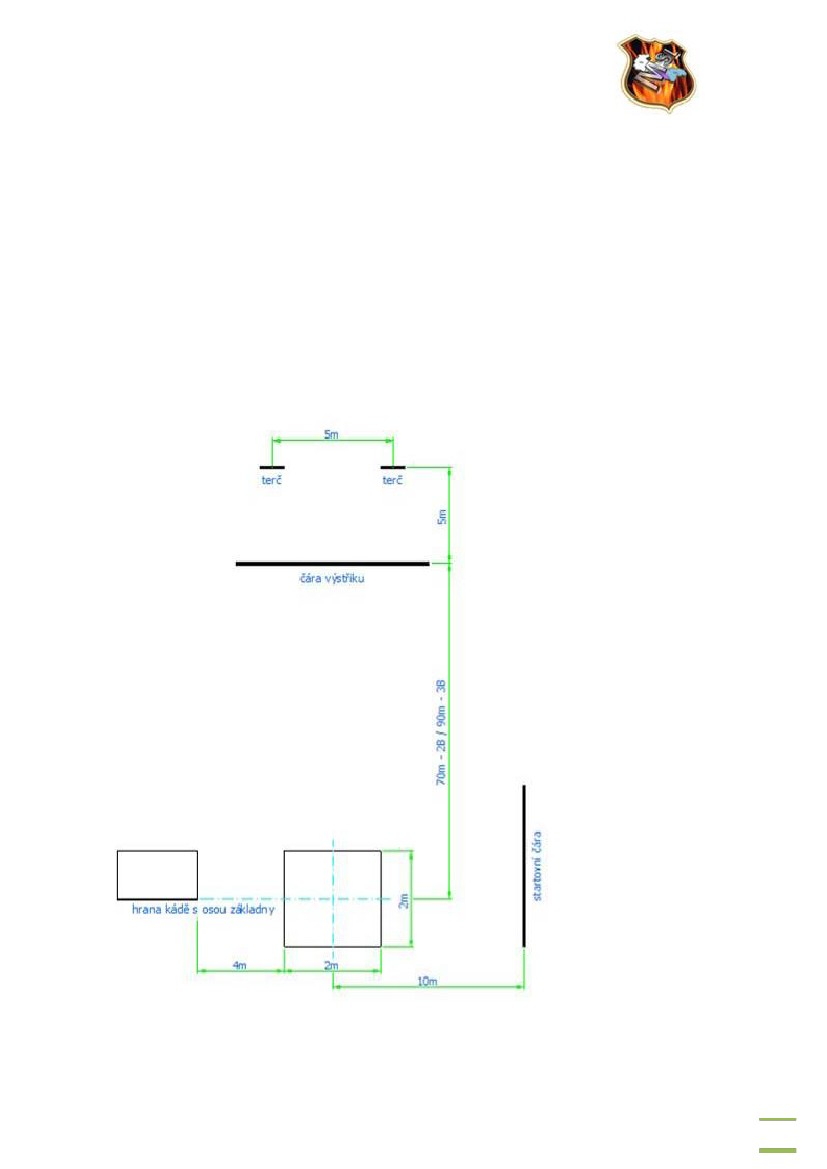 5m
terč
terč
5m
čára výstřiku
70m - 2B // 90m - 3B
startovní čára
2m
hrana kádě s osou základny
4m
2m
10m